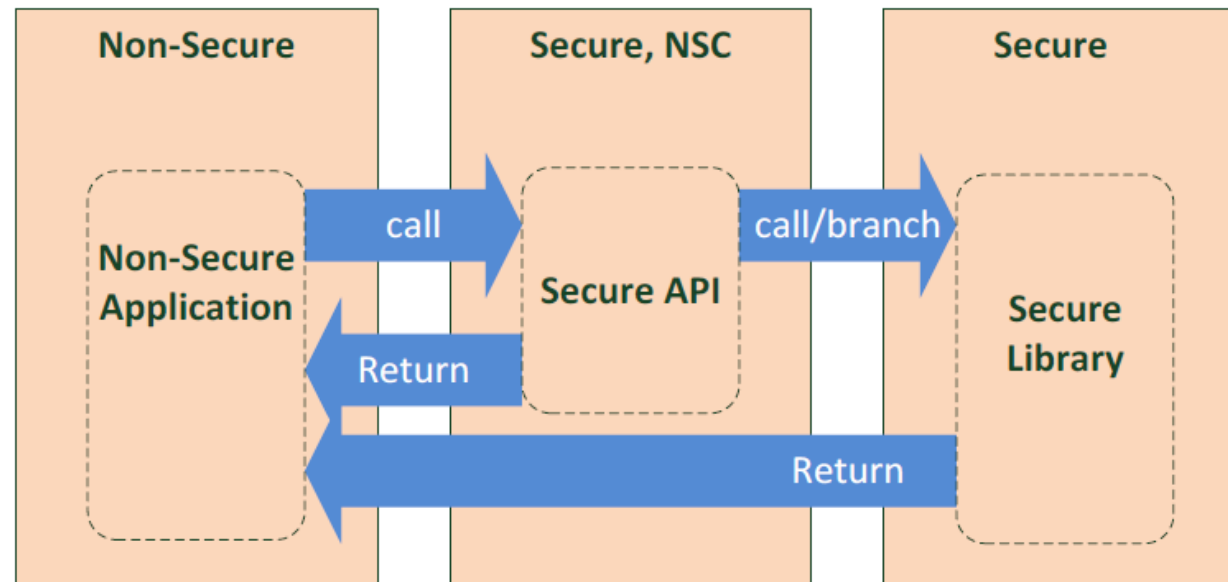 Non-Secure
Secure, NSC
Secure
call
call/branch
Non-Secure
Application
Secure API
Secure
Library
Return
Return